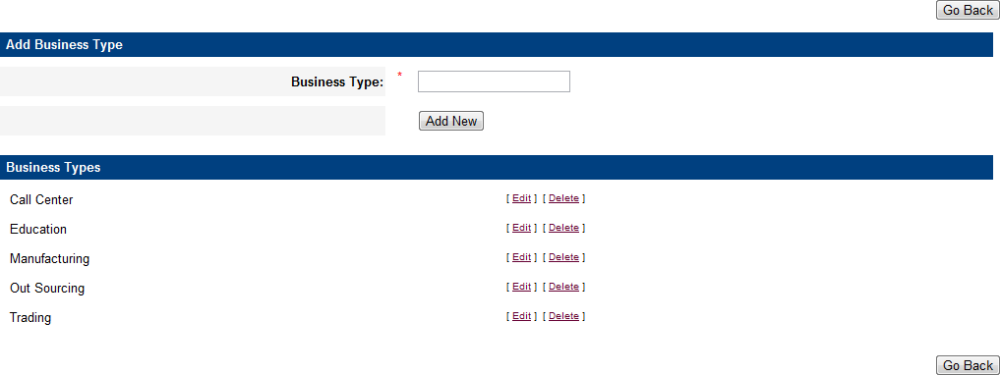 Go Back
Add Business Type
Business Type: *
Add New
Business Types
Call Center [ Edit ] [ Delete ]
Education [ Edit ] [ Delete ]
Manufacturing [ Edit ] [ Delete ]
Out Sourcing [ Edit ] [ Delete ]
Trading [ Edit ] [ Delete ]
Go Back